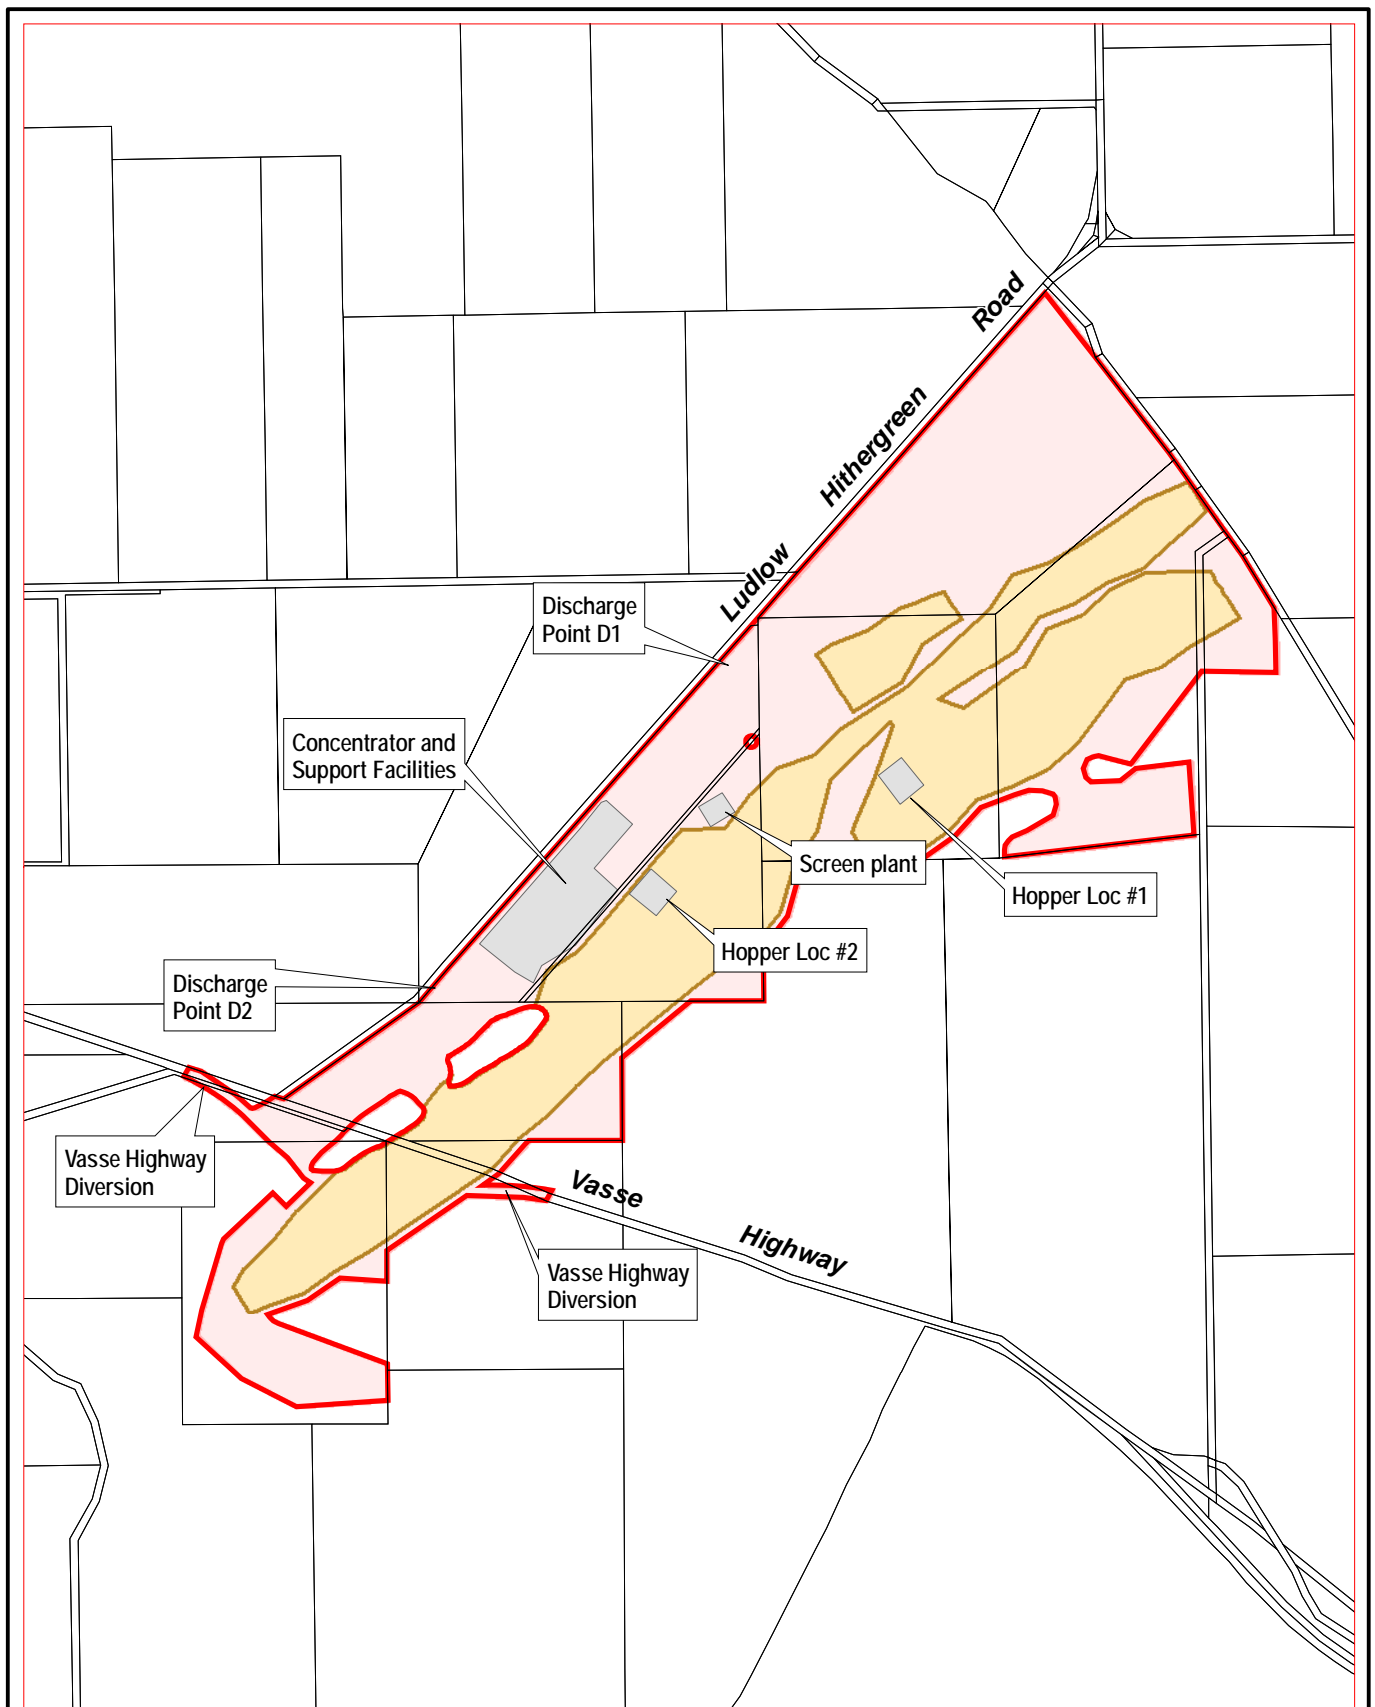 Road
Hithergreen
Ludlow
Discharge
Point D1
Concentrator and
Support Facilities
Screen plant
Hopper Loc #1
Hopper Loc #2
Discharge
Point D2
Vasse Highway
Diversion
Vasse
Highway
Vasse Highway
Diversion